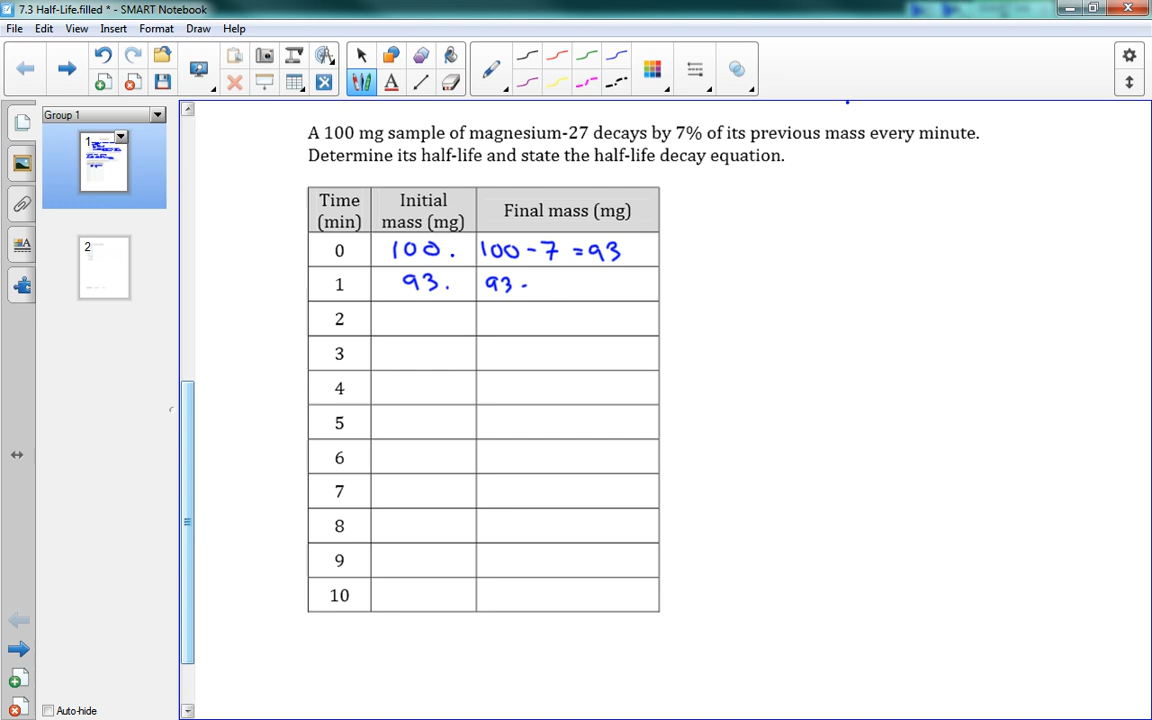 7.3 Half-Life.filled * - SMART Notebook
File Edit View Insert Format Draw Help
Group 1
1
2
A 100 mg sample of magnesium-27 decays by 7% of its previous mass every minute.
Determine its half-life and state the half-life decay equation.
Time (min) Initial mass (mg) Final mass (mg)
0 100. 100 - 7 = 93
1 93. 93 -
2
3
4
5
6
7
8
9
10
Auto-hide